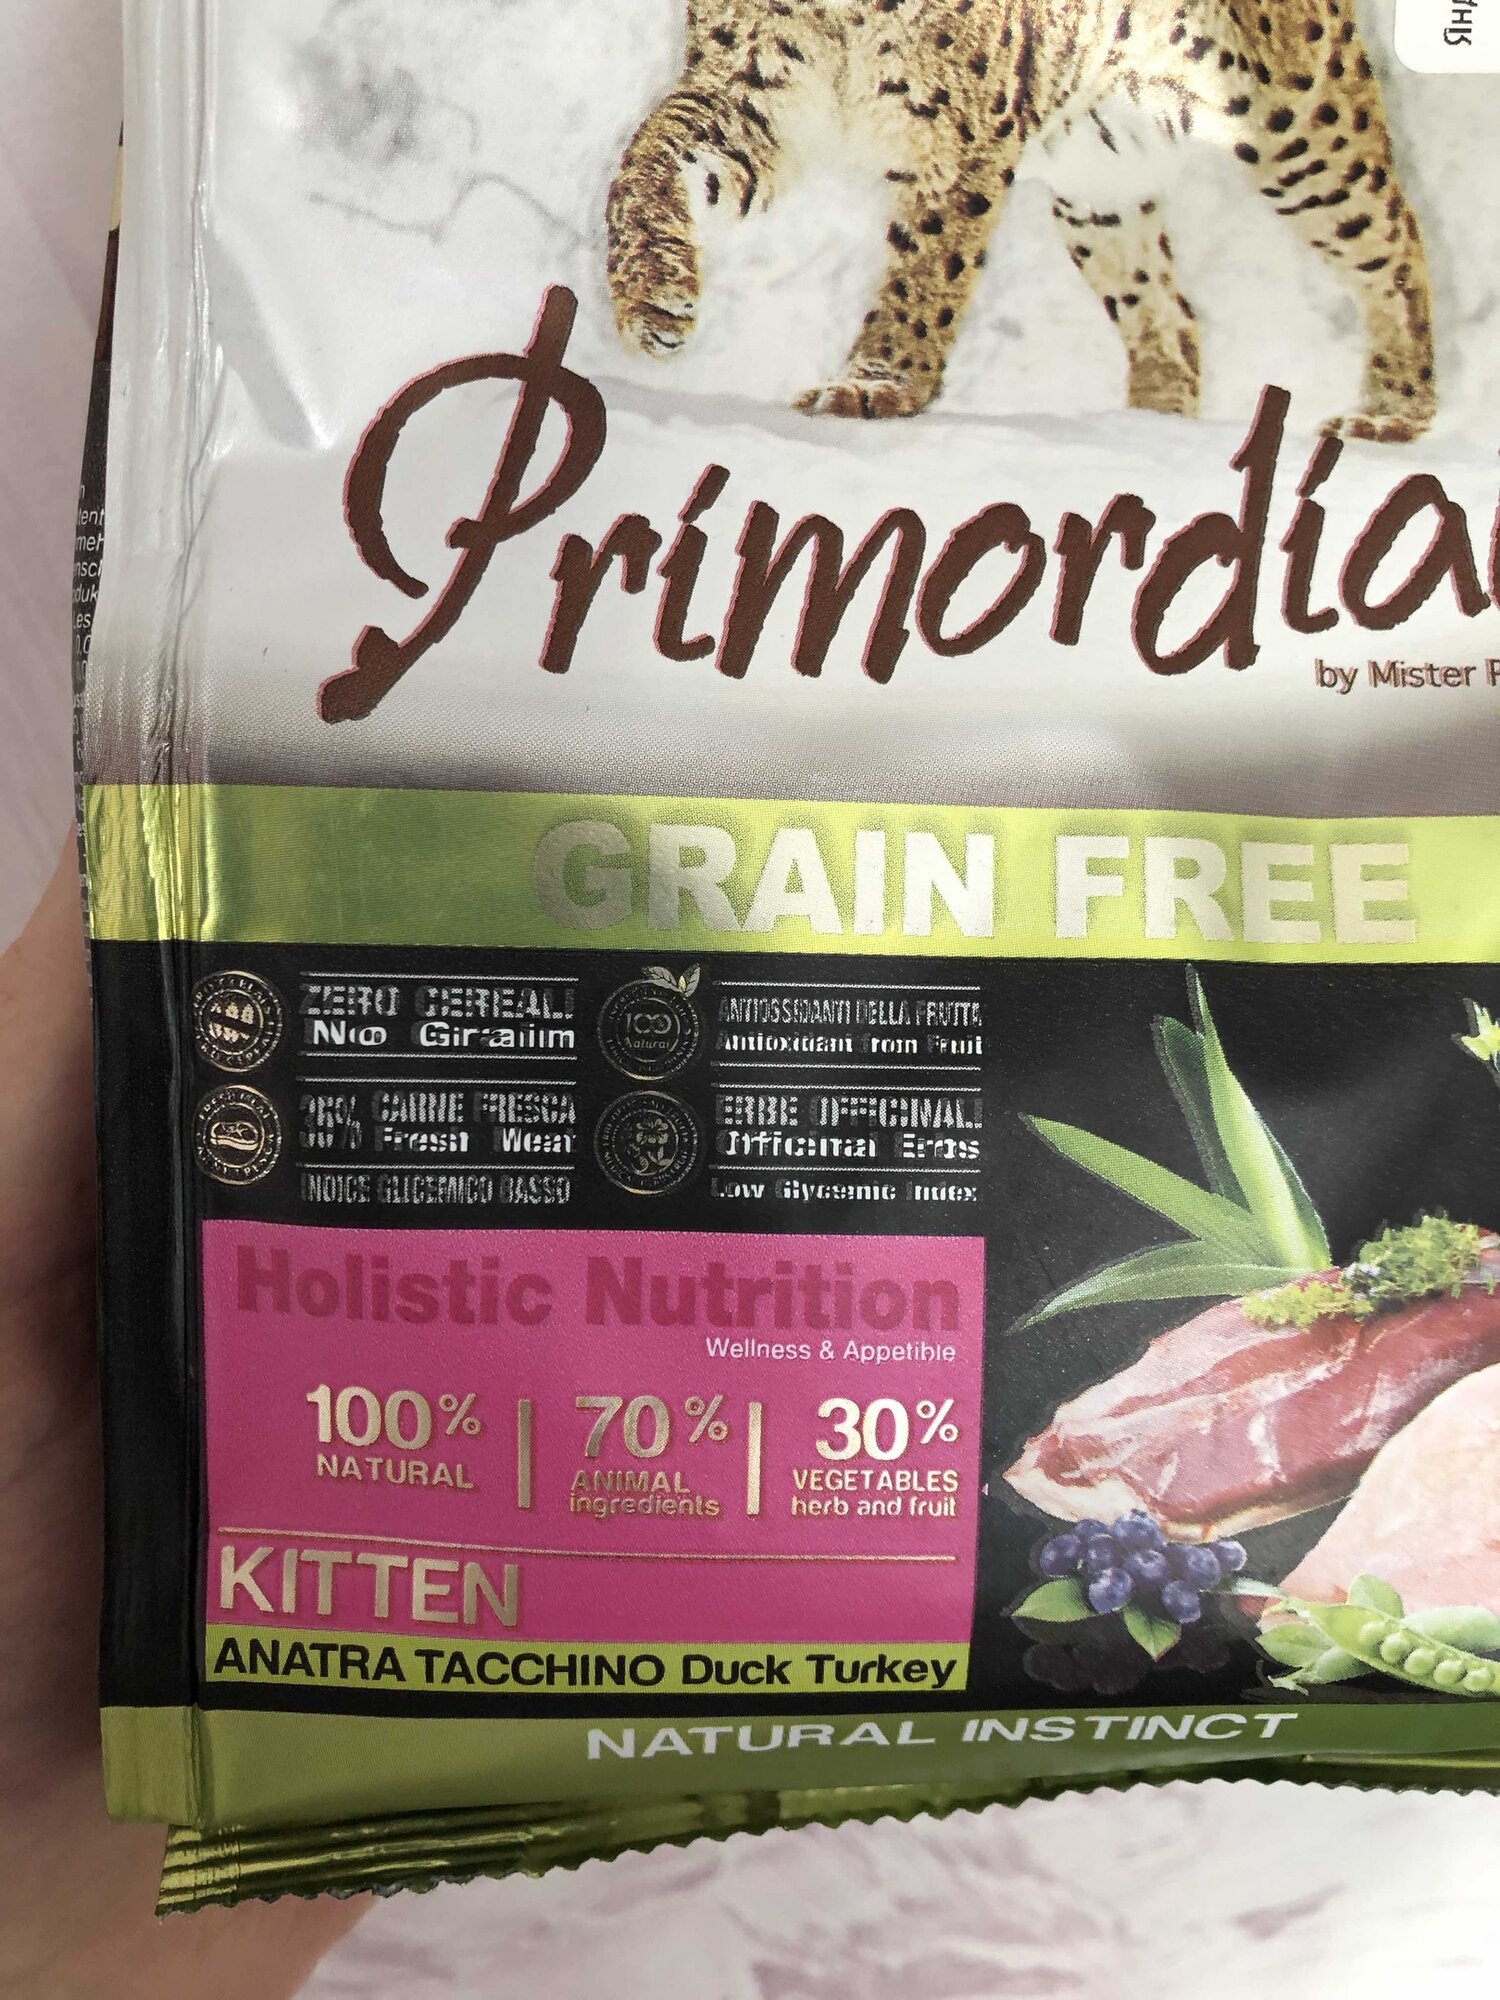 Primordial
by Mister
GRAIN FREE
ZERO CEREALI
No Grain
ANTIOSSIDANTI DELLA FRUTTA
Antioxidant from Fruit
100
Natural
35% CARNE FRESCA
Fresh Meat
ERBE OFFICINALI
Officinal Erbs
INDICE GLICEMICO BASSO
Low Glycemic Index
Holistic Nutrition
Wellness & Appetible
100% 70% 30%
NATURAL ANIMAL VEGETABLES
ingredients herb and fruit
KITTEN
ANATRA TACCHINO Duck Turkey
NATURAL INSTINCT